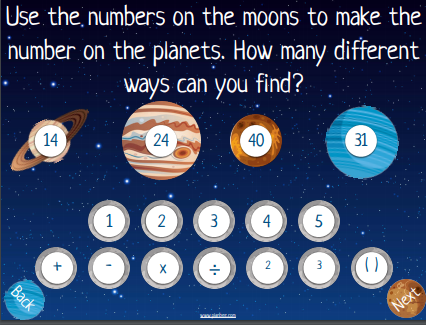 Use the numbers on the moons to make the
number on the planets. How many different
ways can you find?
14 24 40 31
1 2 3 4 5
+ - x ÷ 2 3 ( )
Back Next